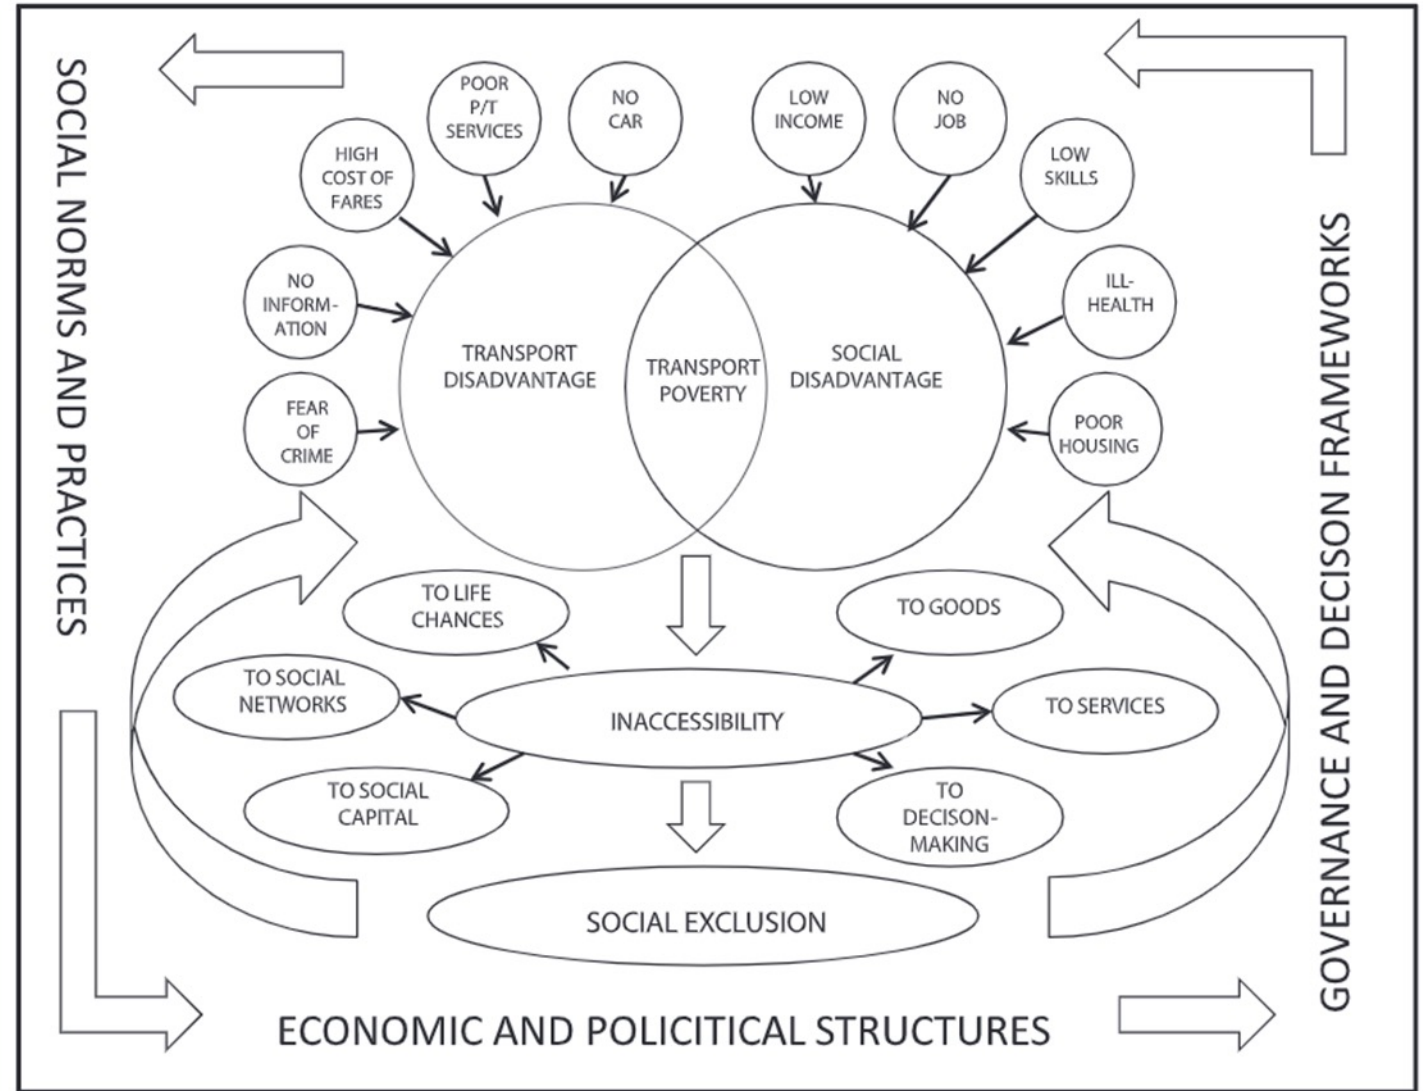 SOCIAL NORMS AND PRACTICES
POOR
P/T
SERVICES
NO
CAR
LOW
INCOME
NO
JOB
HIGH
COST OF
FARES
LOW
SKILLS
NO
INFORM-
ATION
ILL-
HEALTH
FEAR
OF
CRIME
POOR
HOUSING
TRANSPORT
DISADVANTAGE
TRANSPORT
POVERTY
SOCIAL
DISADVANTAGE
GOVERNANCE AND DECISON FRAMEWORKS
TO LIFE
CHANCES
TO GOODS
TO SOCIAL
NETWORKS
INACCESSIBILITY
TO SERVICES
TO SOCIAL
CAPITAL
TO
DECISON-
MAKING
SOCIAL EXCLUSION
ECONOMIC AND POLICITICAL STRUCTURES